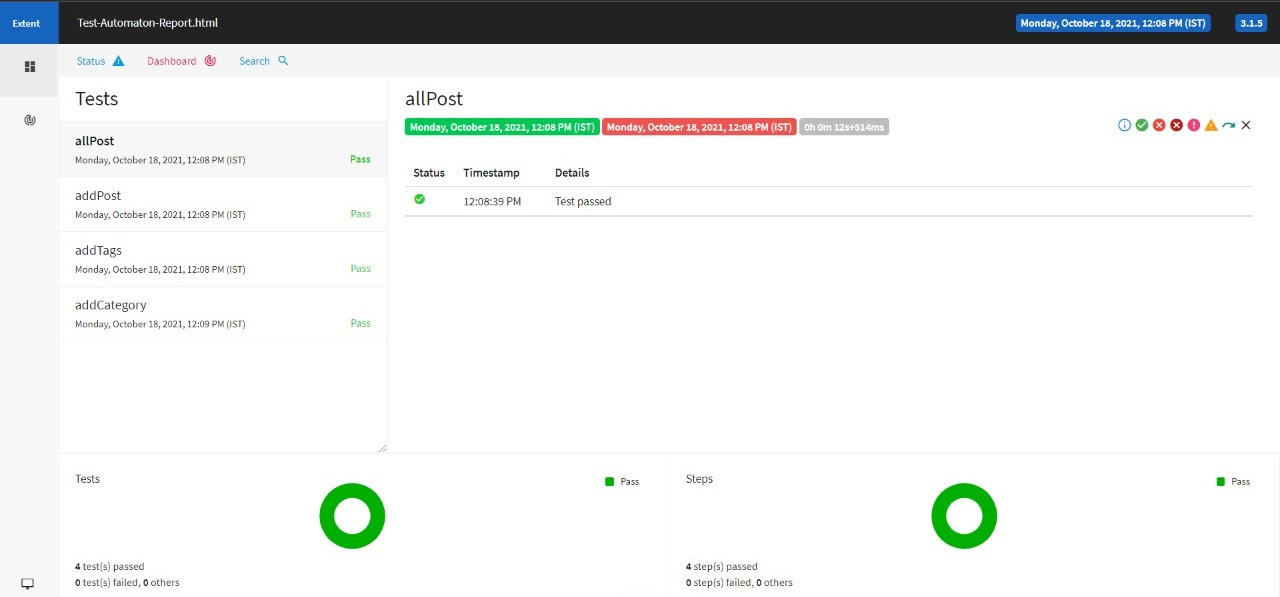 Extent Test-Automaton-Report.html Monday, October 18, 2021, 12:08 PM (IST) 3.1.5
Status Dashboard Search
Tests
allPost
Monday, October 18, 2021, 12:08 PM (IST) Pass
addPost
Monday, October 18, 2021, 12:08 PM (IST) Pass
addTags
Monday, October 18, 2021, 12:08 PM (IST) Pass
addCategory
Monday, October 18, 2021, 12:09 PM (IST) Pass
allPost
Monday, October 18, 2021, 12:08 PM (IST) Monday, October 18, 2021, 12:08 PM (IST) 0h 0m 12s+514ms
Status Timestamp Details
12:08:39 PM Test passed
Tests
Pass
4 test(s) passed
0 test(s) failed, 0 others
Steps
Pass
4 step(s) passed
0 step(s) failed, 0 others